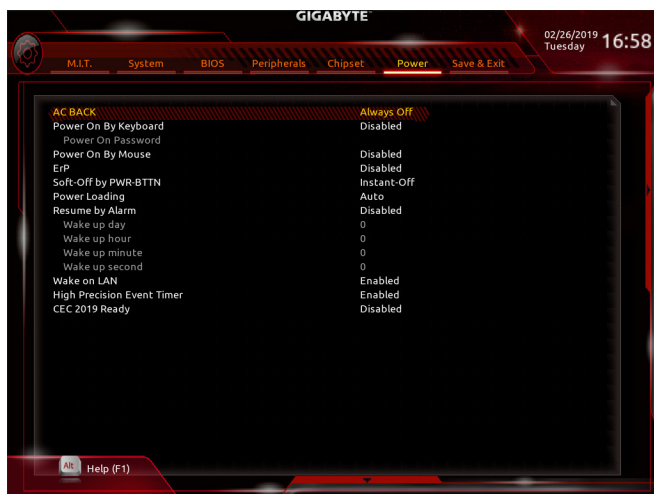 GIGABYTE
02/26/2019 16:58
Tuesday
M.I.T. System BIOS Peripherals Chipset Power Save & Exit
AC BACK Always Off
Power On By Keyboard Disabled
Power On Password
Power On By Mouse Disabled
ErP Disabled
Soft-Off by PWR-BTTN Instant-Off
Power Loading Auto
Resume by Alarm Disabled
Wake up day 0
Wake up hour 0
Wake up minute 0
Wake up second 0
Wake on LAN Enabled
High Precision Event Timer Enabled
CEC 2019 Ready Disabled
Alt Help (F1)